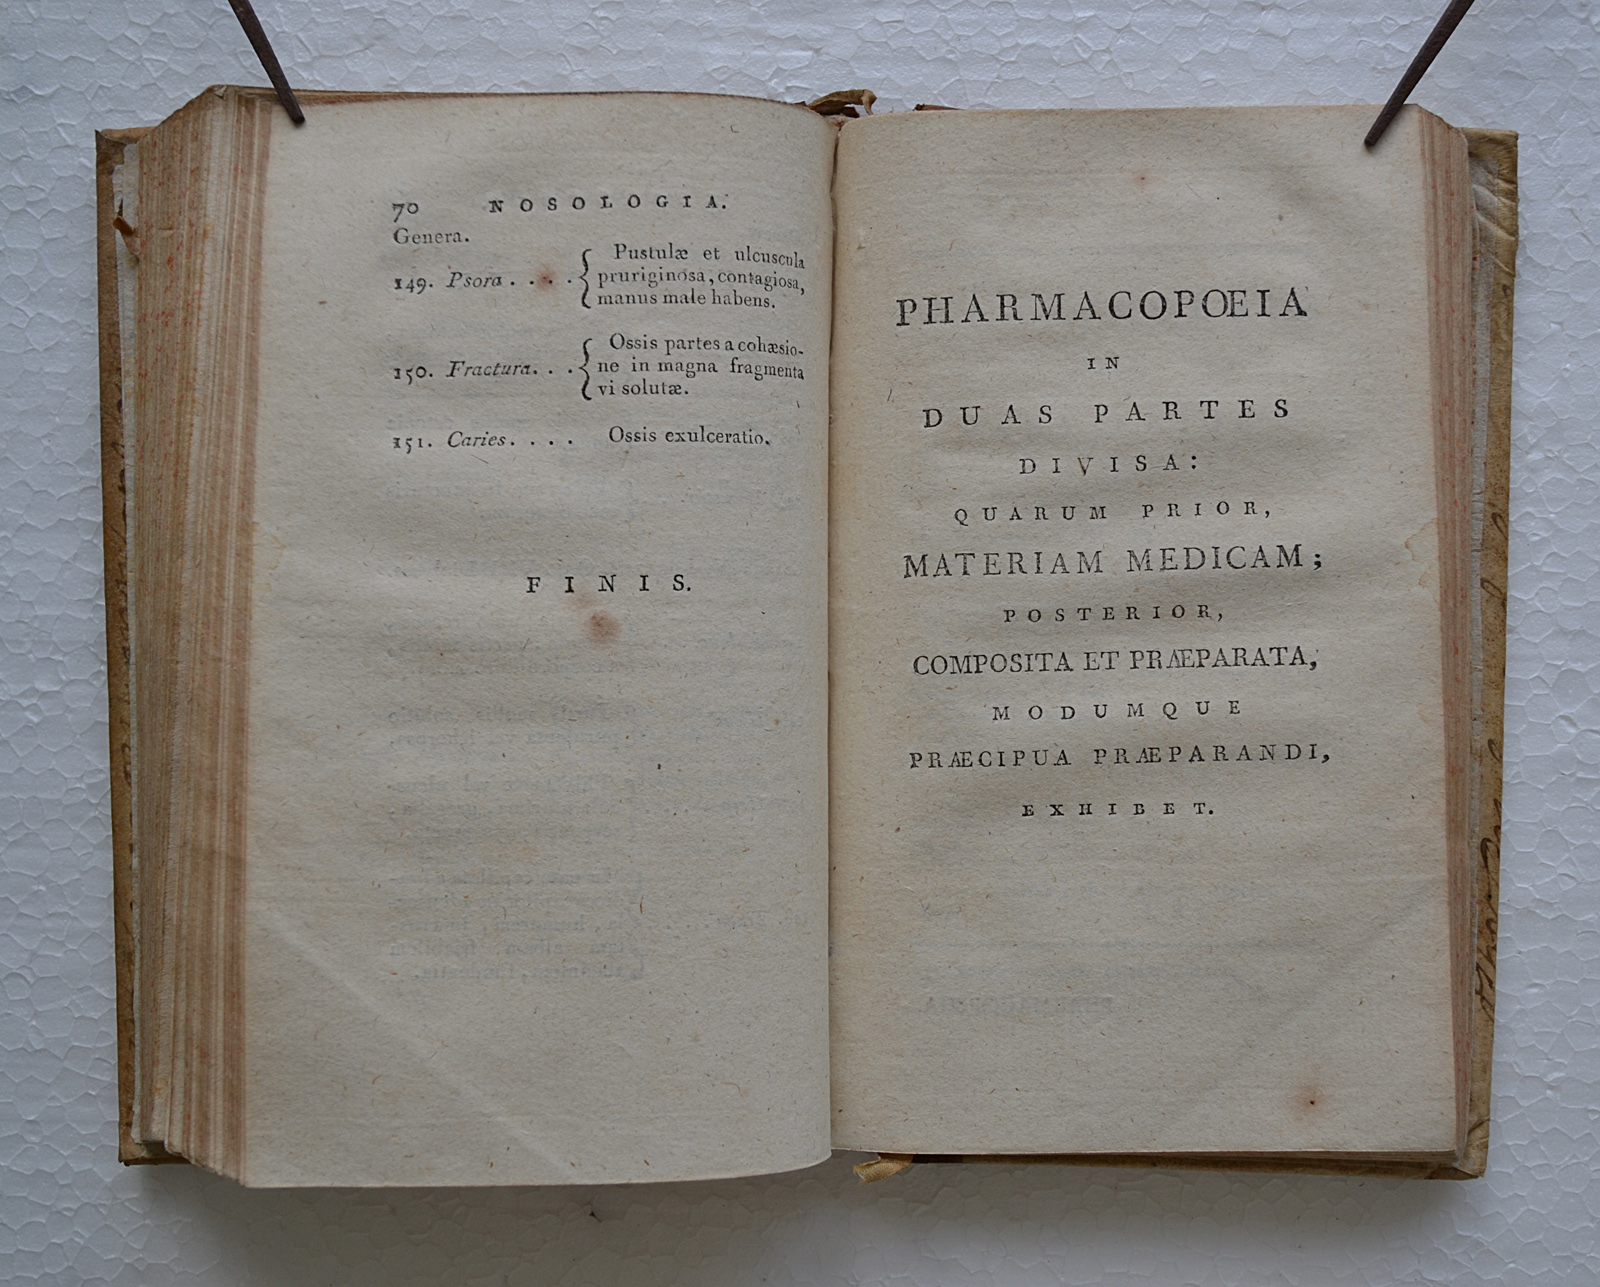 70 NOSOLOGIA.
Genera.
149. Psora . . . . Pustulæ et ulcuscula
pruriginosa, contagiosa,
manus male habens.
150. Fractura. . . Ossis partes a cohæsio-
ne in magna fragmenta
vi solutæ.
151. Caries. . . . Ossis exulceratio.
FINIS.
PHARMACOPŒIA
IN
DUAS PARTES
DIVISA:
QUARUM PRIOR,
MATERIAM MEDICAM;
POSTERIOR,
COMPOSITA ET PRÆPARATA,
MODUMQUE
PRÆCIPUA PRÆPARANDI,
EXHIBET.